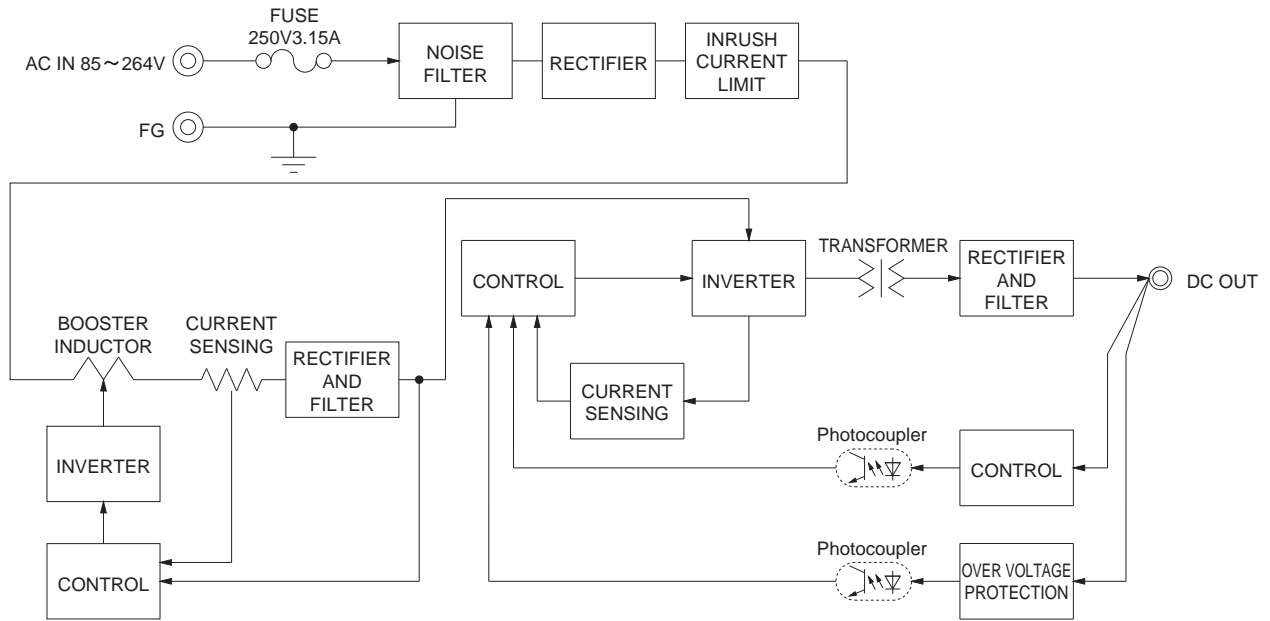 FUSE
250V3.15A
AC IN 85～264V
NOISE
FILTER
RECTIFIER
INRUSH
CURRENT
LIMIT
FG
CONTROL
INVERTER
TRANSFORMER
RECTIFIER
AND
FILTER
DC OUT
BOOSTER
INDUCTOR
CURRENT
SENSING
RECTIFIER
AND
FILTER
CURRENT
SENSING
INVERTER
Photocoupler
CONTROL
CONTROL
Photocoupler
OVER VOLTAGE
PROTECTION